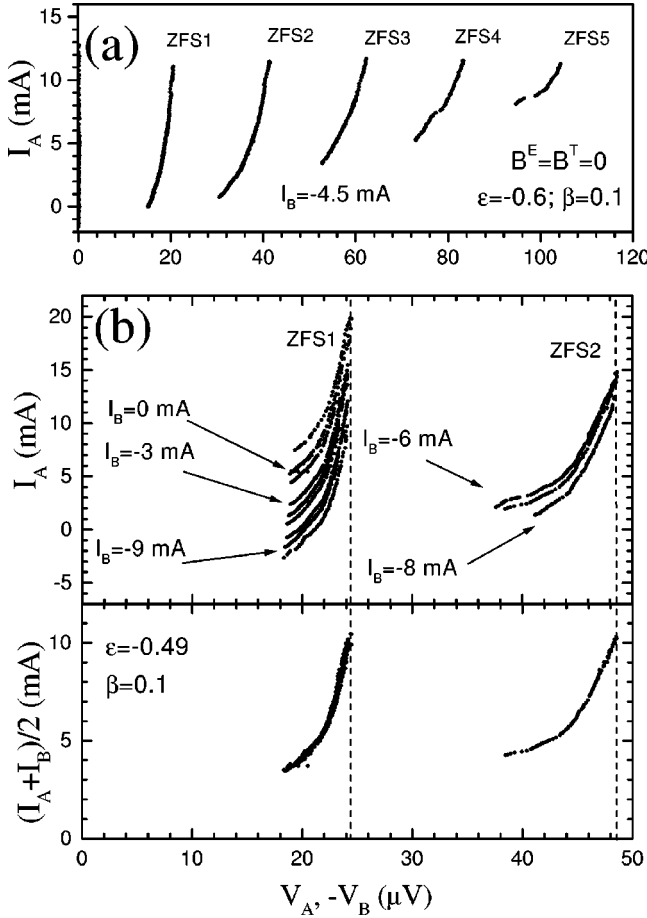 (a)
ZFS1 ZFS2 ZFS3 ZFS4 ZFS5
15
10
5
0
I_A (mA)
I_B=-4.5 mA
B^E=B^T=0
ε=-0.6; β=0.1
0 20 40 60 80 100 120
(b)
ZFS1
ZFS2
20
15
10
5
0
-5
I_A (mA)
I_B=0 mA
I_B=-3 mA
I_B=-9 mA
I_B=-6 mA
I_B=-8 mA
ε=-0.49
β=0.1
10
5
0
(I_A+I_B)/2 (mA)
0 10 20 30 40 50
V_A, -V_B (μV)